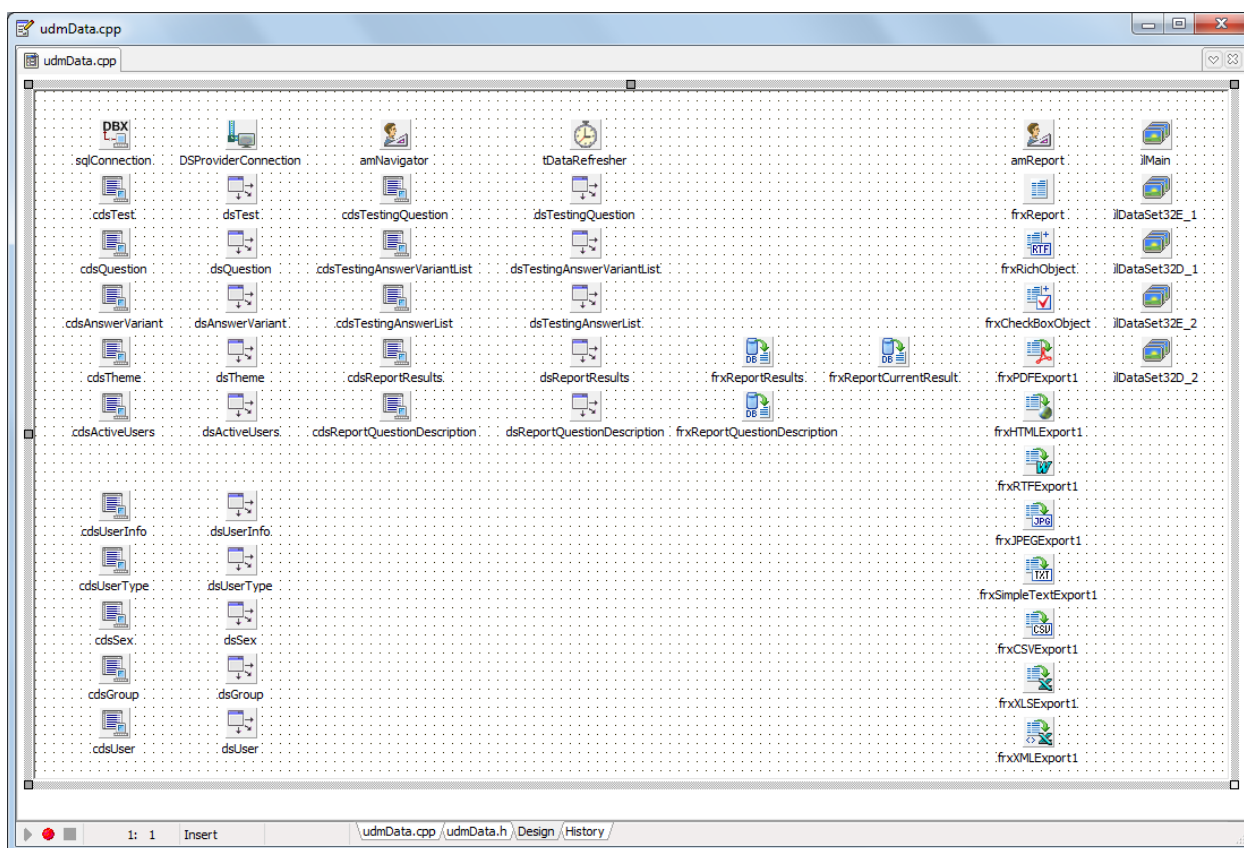 udmData.cpp
udmData.cpp
DBX
sqlConnection DSProviderConnection amNavigator tDataRefresher amReport ilMain
cdsTest dsTest cdsTestingQuestion dsTestingQuestion frxReport ilDataSet32E_1
RTF
cdsQuestion dsQuestion cdsTestingAnswerVariantList dsTestingAnswerVariantList frxRichObject ilDataSet32D_1
cdsAnswerVariant dsAnswerVariant cdsTestingAnswerList dsTestingAnswerList frxCheckBoxObject ilDataSet32E_2
DB DB
cdsTheme dsTheme cdsReportResults dsReportResults frxReportResults frxReportCurrentResult frxPDFExport1 ilDataSet32D_2
DB
cdsActiveUsers dsActiveUsers cdsReportQuestionDescription dsReportQuestionDescription frxReportQuestionDescription frxHTMLExport1
W
frxRTFExport1
JPG
cdsUserInfo dsUserInfo frxJPEGExport1
TXT
cdsUserType dsUserType frxSimpleTextExport1
CSV
cdsSex dsSex frxCSVExport1
cdsGroup dsGroup frxXLSExport1
cdsUser dsUser frxXMLExport1
1: 1 Insert udmData.cpp udmData.h Design History